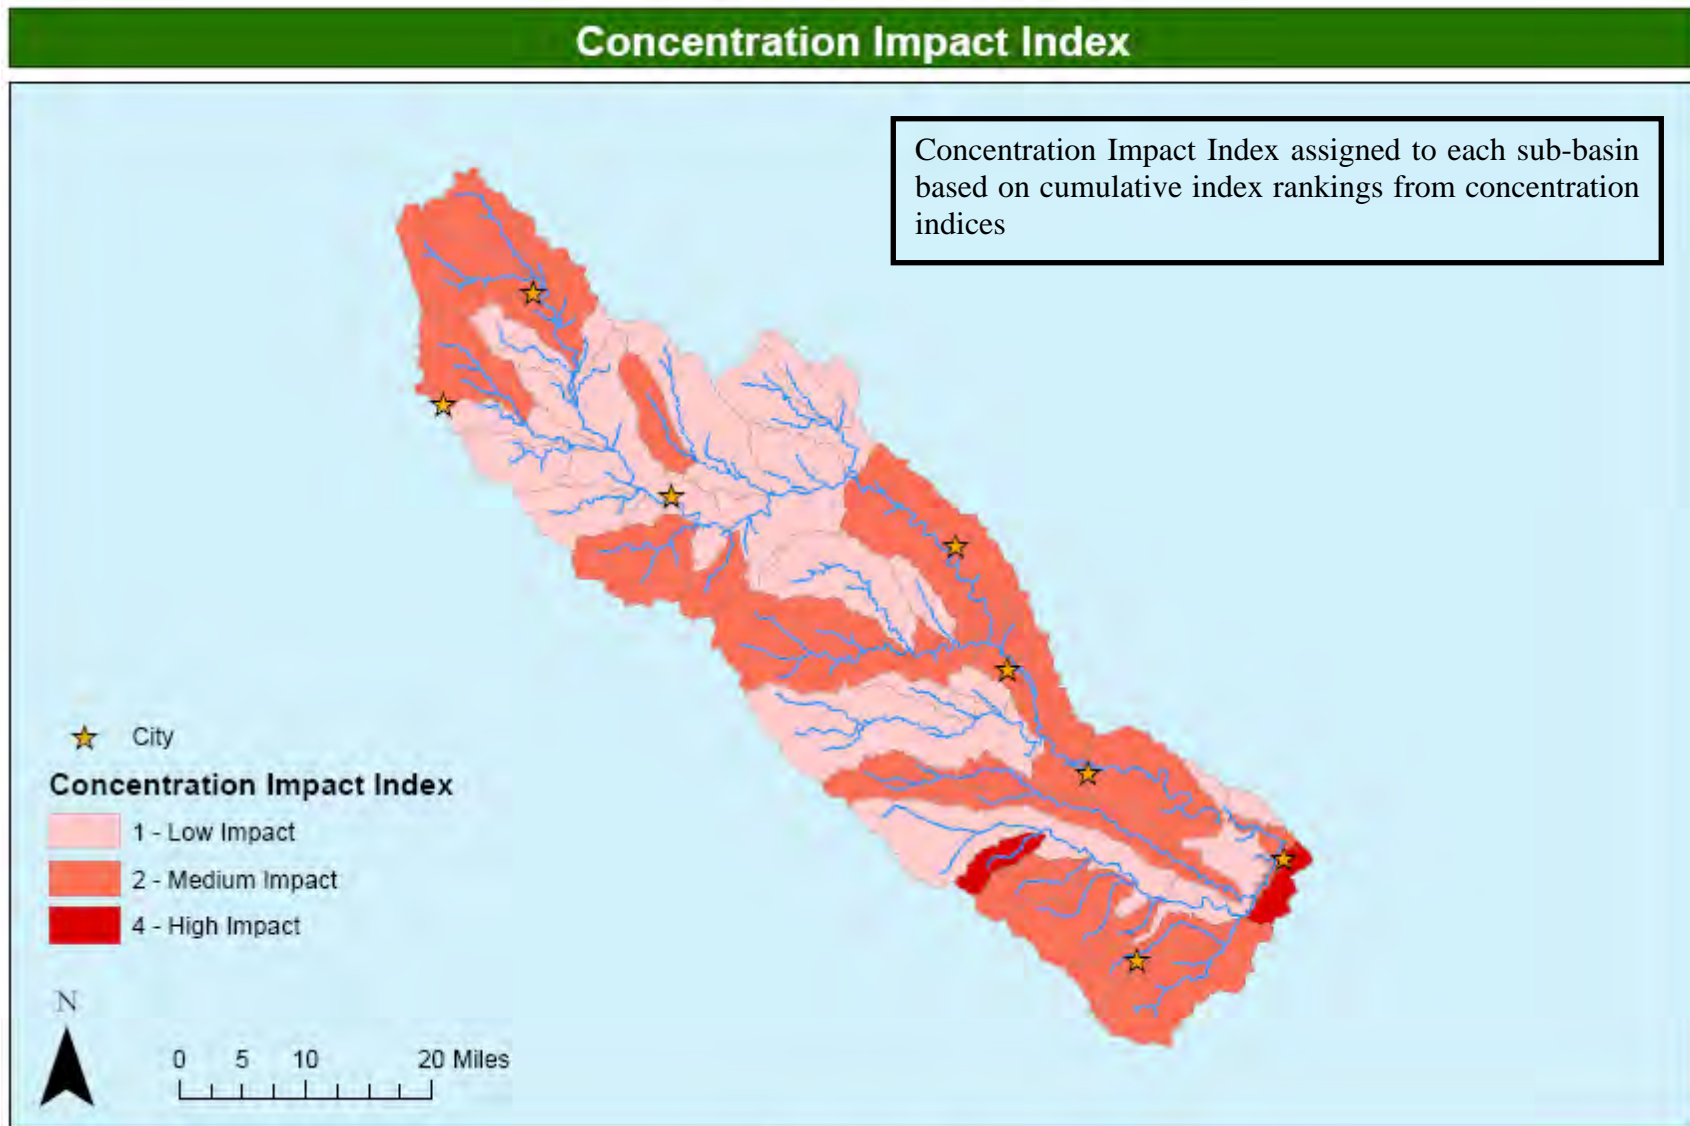 Concentration Impact Index
Concentration Impact Index assigned to each sub-basin
based on cumulative index rankings from concentration
indices
City
Concentration Impact Index
1 - Low Impact
2 - Medium Impact
4 - High Impact
N
0 5 10 20 Miles